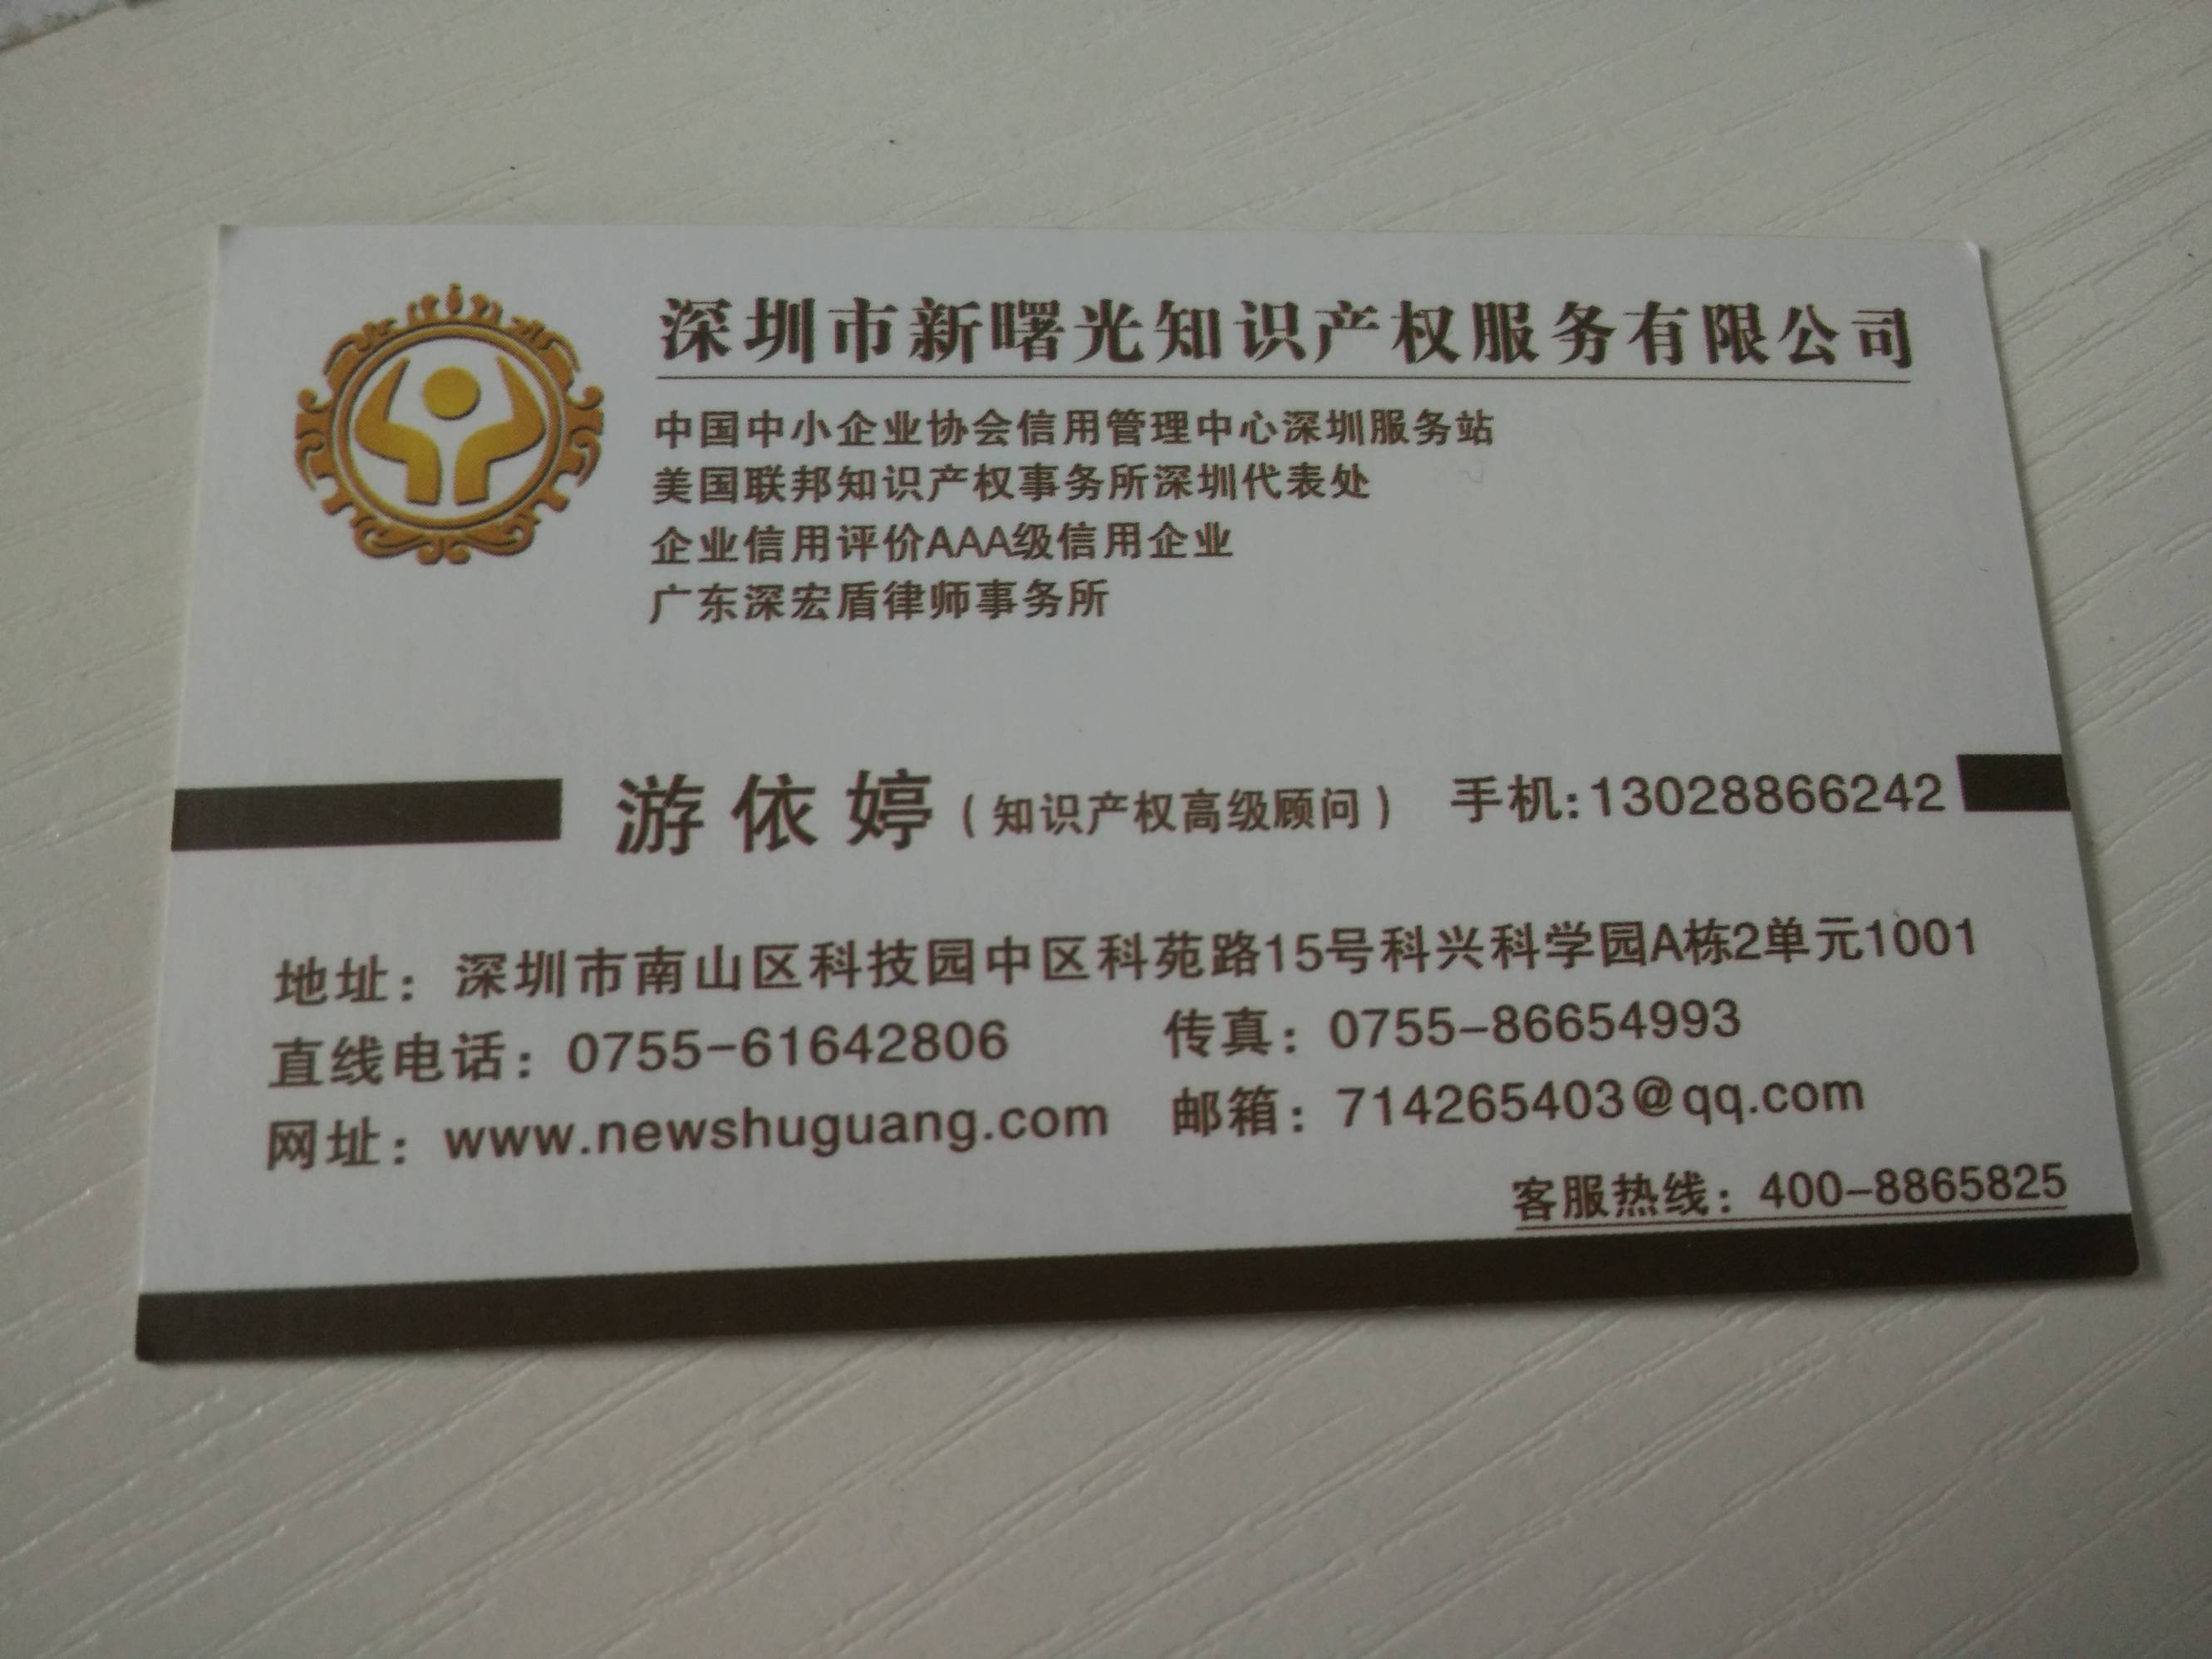 深圳市新曙光知识产权服务有限公司
中国中小企业协会信用管理中心深圳服务站
美国联邦知识产权事务所深圳代表处
企业信用评价AAA级信用企业
广东深宏盾律师事务所
游依婷（知识产权高级顾问） 手机:13028866242
地址：深圳市南山区科技园中区科苑路15号科兴科学园A栋2单元1001
直线电话：0755-61642806 传真：0755-86654993
网址：www.newshuguang.com 邮箱：714265403@qq.com
客服热线：400-8865825